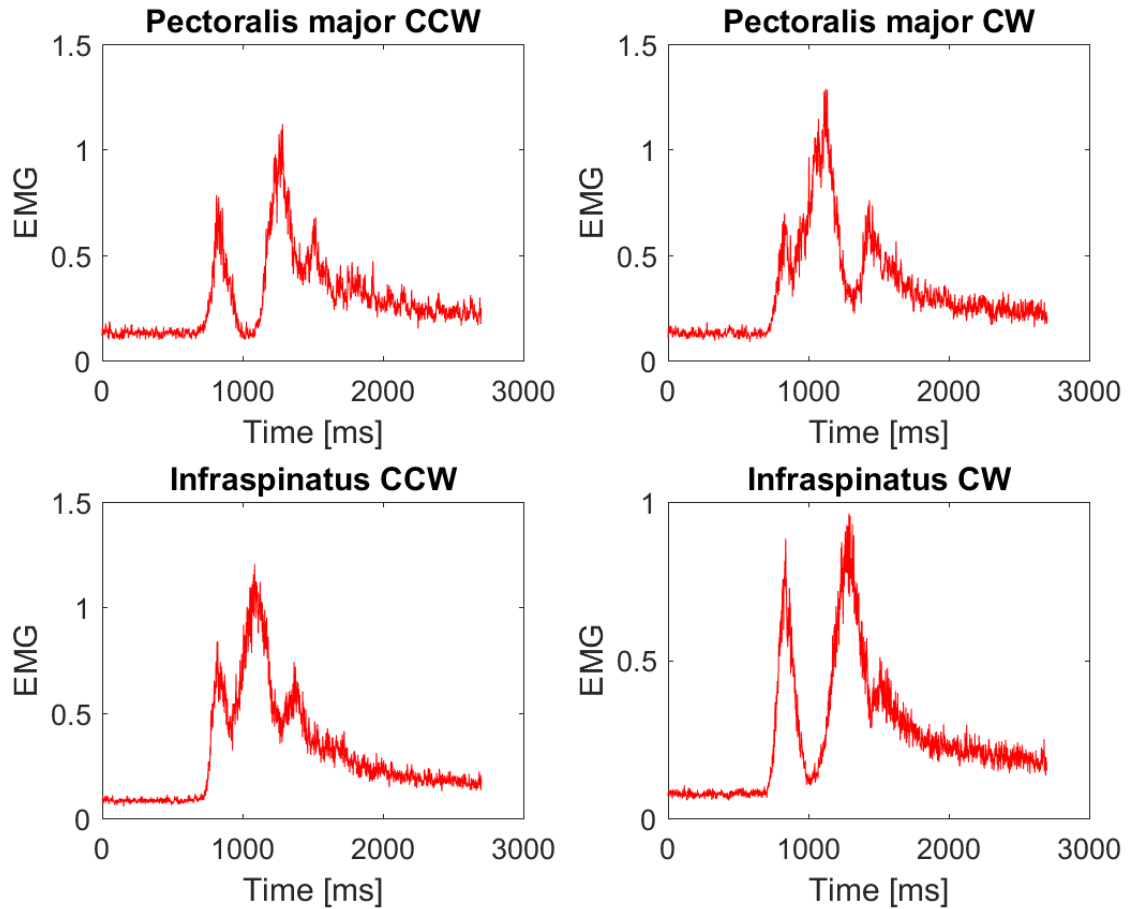 Pectoralis major CCW
1.5
1
0.5
0
EMG
0 1000 2000 3000
Time [ms]
Pectoralis major CW
1.5
1
0.5
0
EMG
0 1000 2000 3000
Time [ms]
Infraspinatus CCW
1.5
1
0.5
0
EMG
0 1000 2000 3000
Time [ms]
Infraspinatus CW
1
0.5
0
EMG
0 1000 2000 3000
Time [ms]